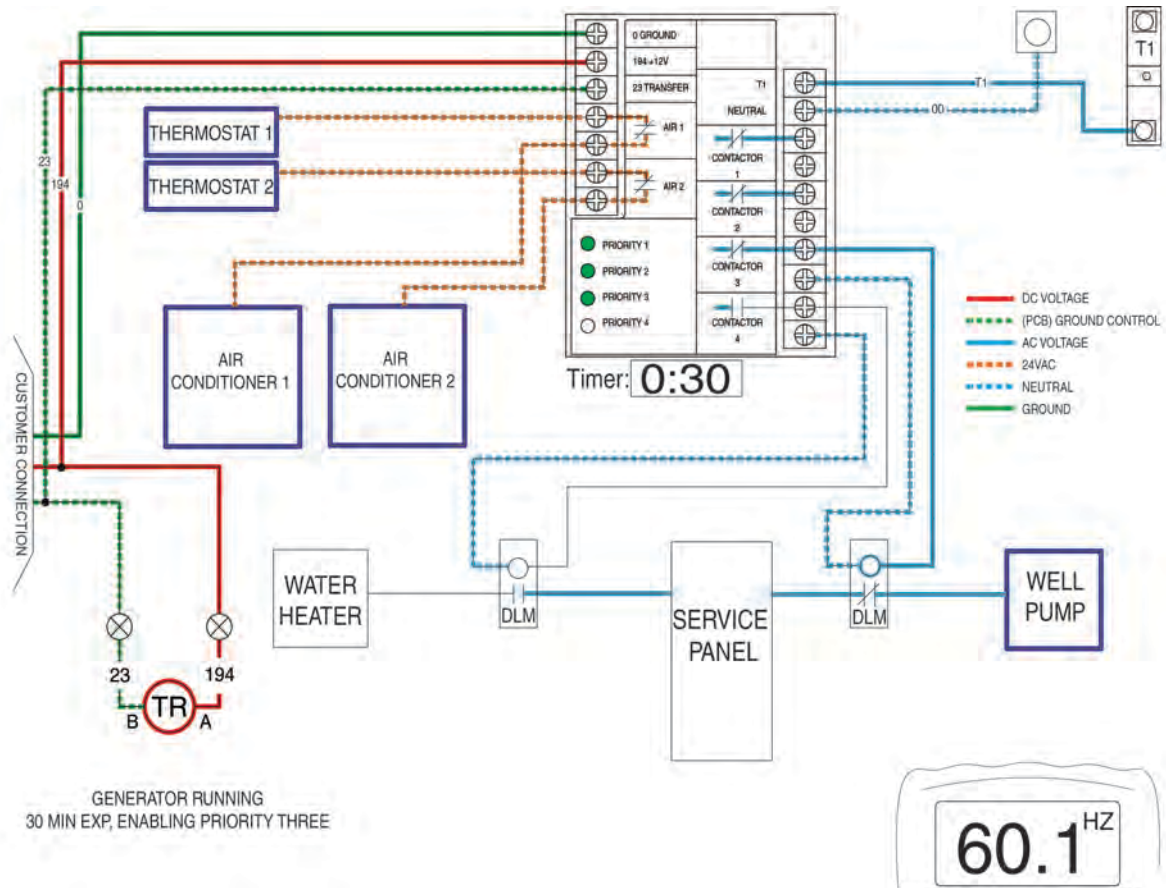 0 GROUND
194 +12V
23 TRANSFER
AIR 1
AIR 2
T1
NEUTRAL
CONTACTOR
1
CONTACTOR
2
CONTACTOR
3
CONTACTOR
4
PRIORITY 1
PRIORITY 2
PRIORITY 3
PRIORITY 4
Timer: 0:30
T1
00
T1
THERMOSTAT 1
THERMOSTAT 2
23
194
0
AIR
CONDITIONER 1
AIR
CONDITIONER 2
DC VOLTAGE
(PCB) GROUND CONTROL
AC VOLTAGE
24VAC
NEUTRAL
GROUND
CUSTOMER CONNECTION
WATER
HEATER
DLM
SERVICE
PANEL
DLM
WELL
PUMP
23
194
B
TR
A
GENERATOR RUNNING
30 MIN EXP, ENABLING PRIORITY THREE
60.1 HZ